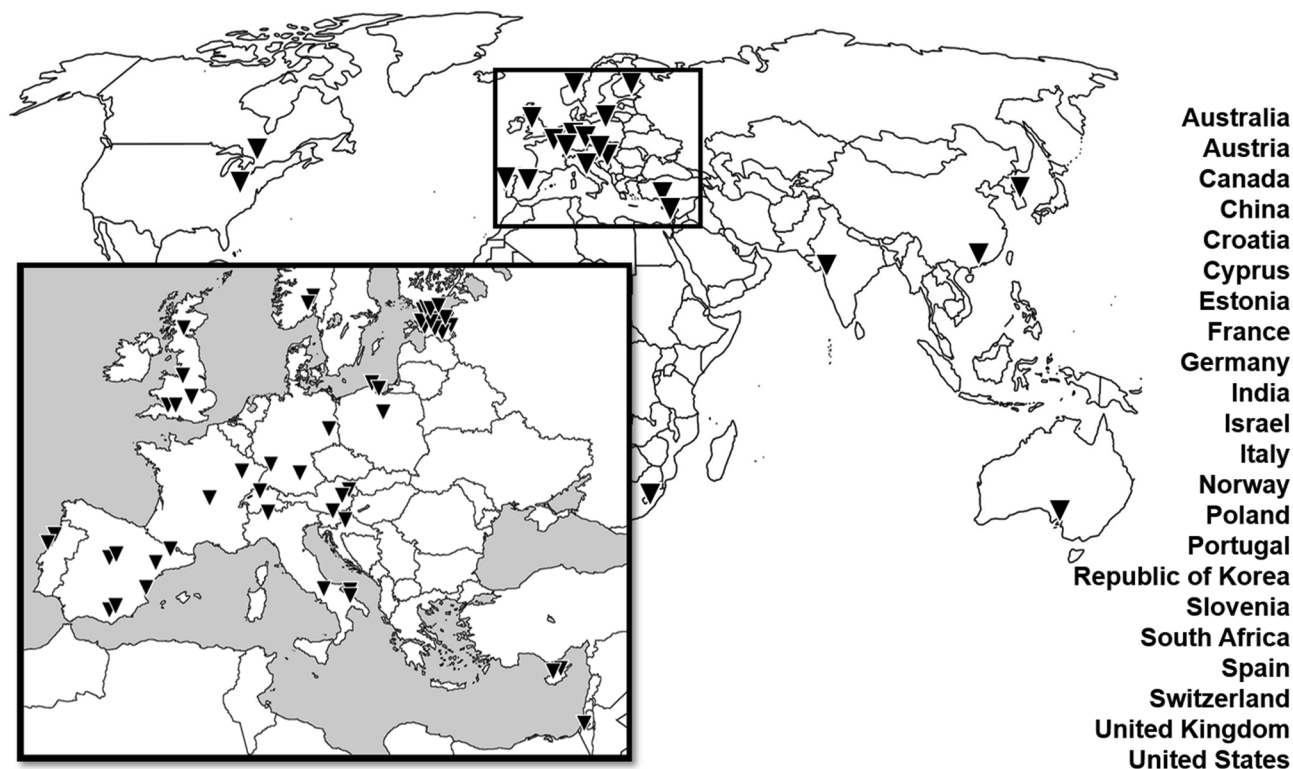 Australia
Austria
Canada
China
Croatia
Cyprus
Estonia
France
Germany
India
Israel
Italy
Norway
Poland
Portugal
Republic of Korea
Slovenia
South Africa
Spain
Switzerland
United Kingdom
United States